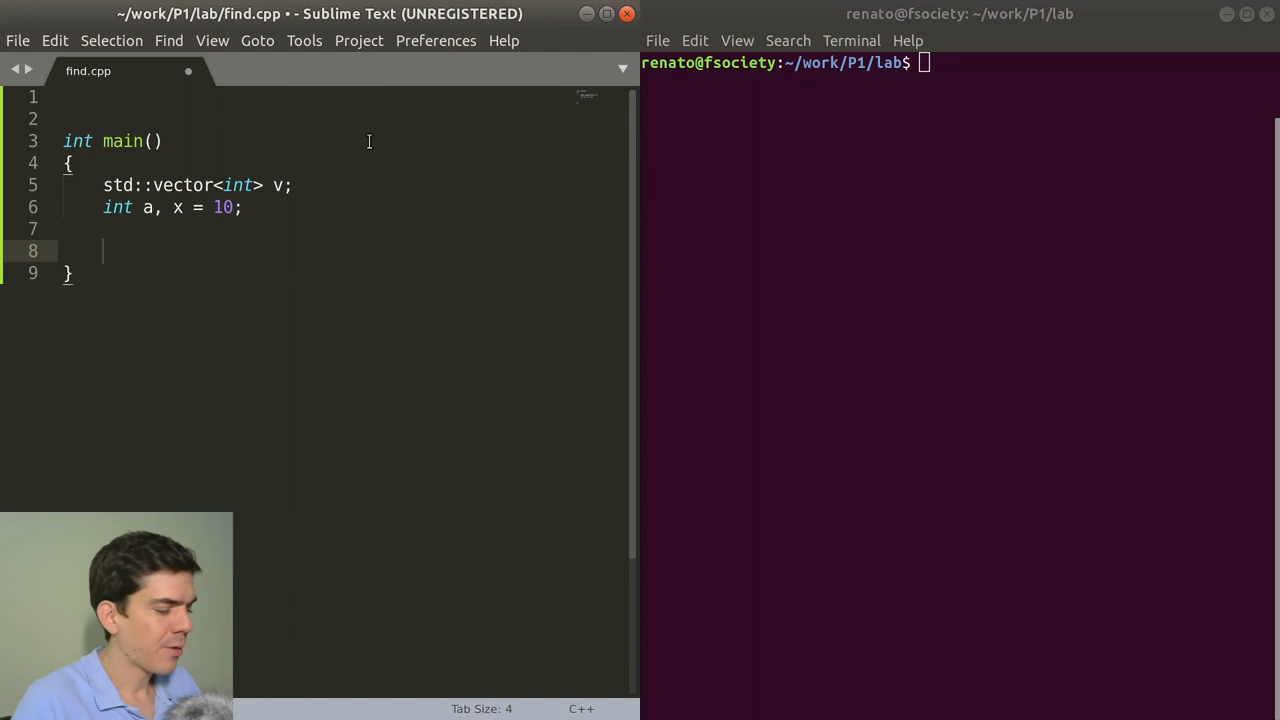 ~/work/P1/lab/find.cpp • - Sublime Text (UNREGISTERED)
File Edit Selection Find View Goto Tools Project Preferences Help
find.cpp
1
2
3 int main()
4 {
5 std::vector<int> v;
6 int a, x = 10;
7
8
9 }
Tab Size: 4 C++
renato@fsociety: ~/work/P1/lab
File Edit View Search Terminal Help
renato@fsociety:~/work/P1/lab$